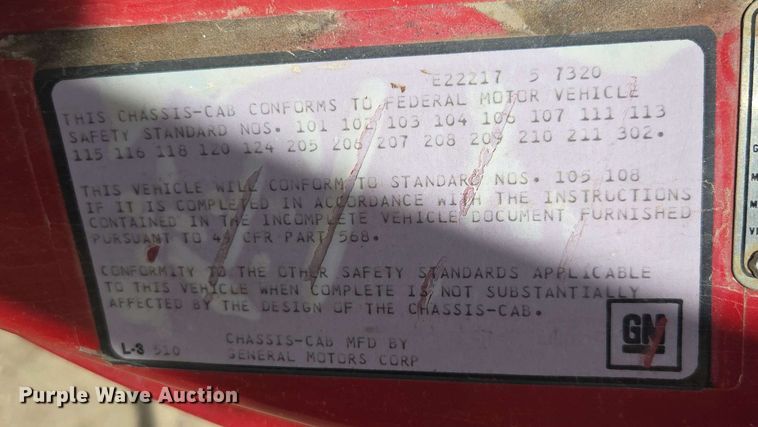 E22217 5 7320
THIS CHASSIS-CAB CONFORMS TO FEDERAL MOTOR VEHICLE
SAFETY STANDARD NOS. 101 102 103 104 106 107 111 113
115 116 118 120 124 205 206 207 208 209 210 211 302.
THIS VEHICLE WILL CONFORM TO STANDARD NOS. 105 108
IF IT IS COMPLETED IN ACCORDANCE WITH THE INSTRUCTIONS
CONTAINED IN THE INCOMPLETE VEHICLE DOCUMENT FURNISHED
PURSUANT TO 49 CFR PART 568.
CONFORMITY TO THE OTHER SAFETY STANDARDS APPLICABLE
TO THIS VEHICLE WHEN COMPLETE IS NOT SUBSTANTIALLY
AFFECTED BY THE DESIGN OF THE CHASSIS-CAB.
L-3 510
CHASSIS-CAB MFD BY
GENERAL MOTORS CORP
GM
Purple Wave Auction